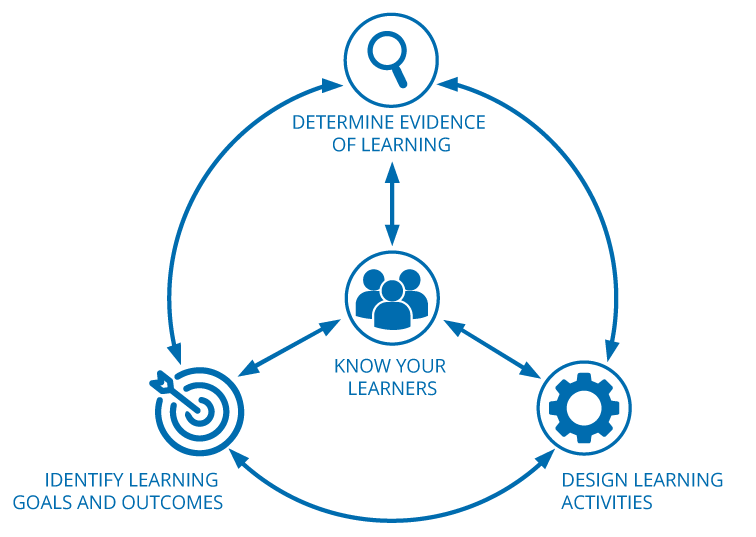 DETERMINE EVIDENCE
OF LEARNING
KNOW YOUR
LEARNERS
IDENTIFY LEARNING
GOALS AND OUTCOMES
DESIGN LEARNING
ACTIVITIES